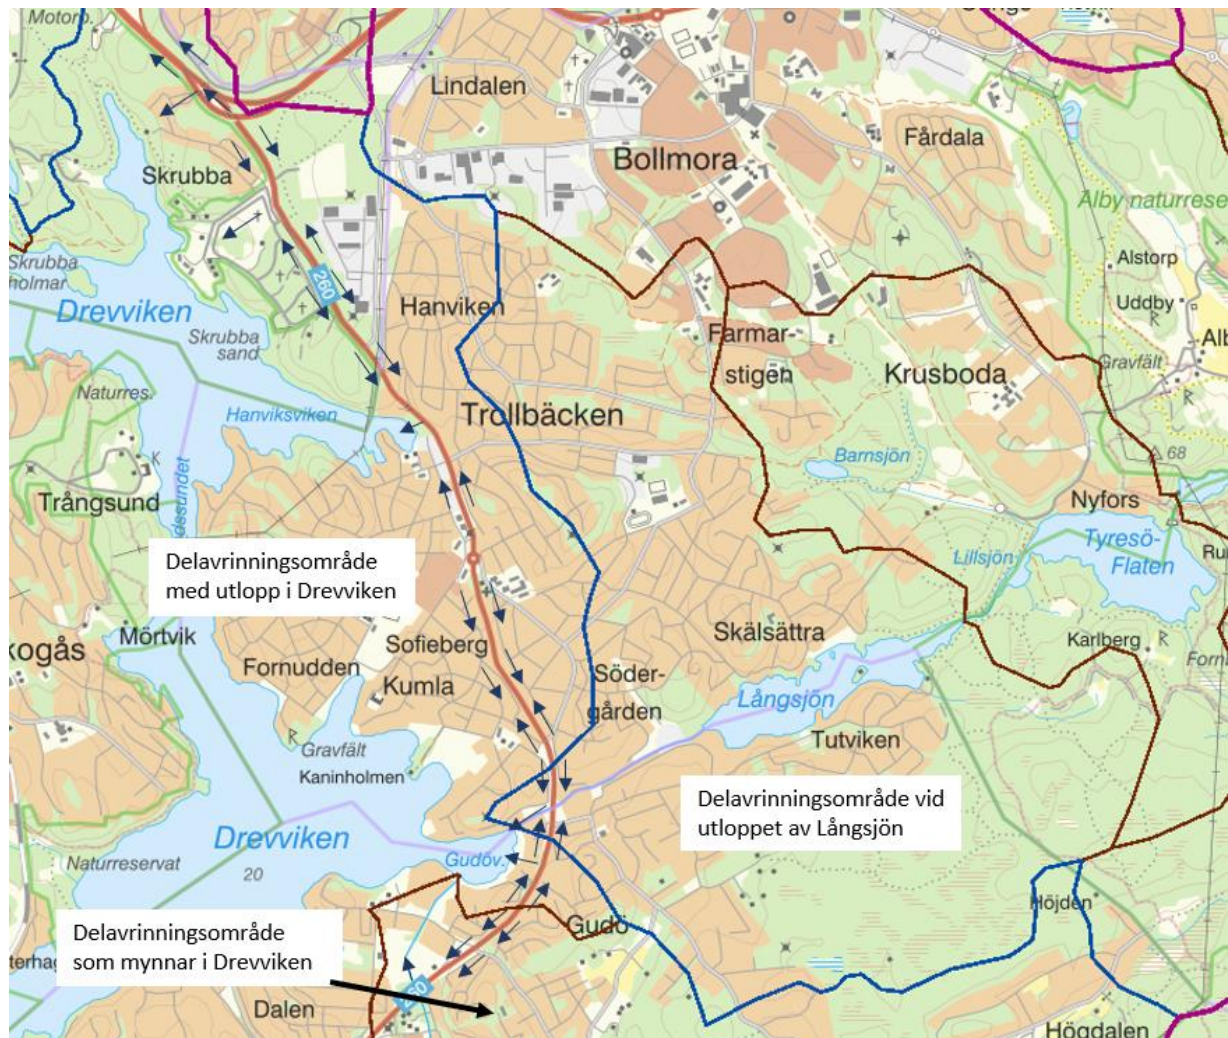 Motorp.
Lindalen
Bollmora
Fårdala
Skrubba
Alby naturrese
Skrubba
holmar
Alstorp
Uddby
Drevviken
260
Hanviken
Skrubba
sand
Farmar-
stigen
Gravfält
Alb
Krusboda
Naturres.
Hanviksviken
Trollbäcken
Barnsjön
68
Trångsund
dssundet
Nyfors
Tyresö-
Flaten
Lillsjön
Ru
Delavrinningsområde
med utlopp i Drevviken
Mörtvik
kogås
Fornudden
Sofieberg
Kumla
Skälsättra
Karlberg
Forn
Söder-
gården
Långsjön
Tutviken
Gravfält
Kaninholmen
Delavrinningsområde vid
utloppet av Långsjön
Drevviken
Naturreservat
20
Gudöv.
Höjden
Gudö
Delavrinningsområde
som mynnar i Drevviken
terhag
Dalen
Högdalen